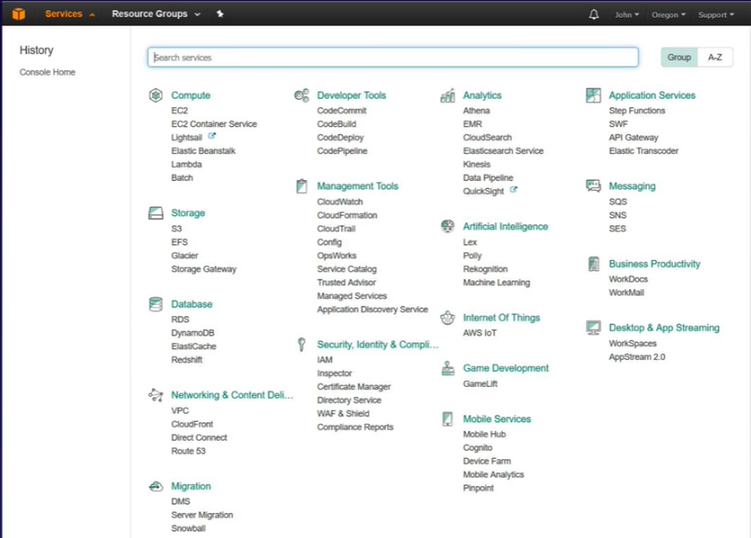 Services
Resource Groups
John
Oregon
Support
History
Console Home
Search services
Group
A-Z
Compute
EC2
EC2 Container Service
Lightsail
Elastic Beanstalk
Lambda
Batch
Storage
S3
EFS
Glacier
Storage Gateway
Database
RDS
DynamoDB
ElastiCache
Redshift
Networking & Content Deli...
VPC
CloudFront
Direct Connect
Route 53
Migration
DMS
Server Migration
Snowball
Developer Tools
CodeCommit
CodeBuild
CodeDeploy
CodePipeline
Management Tools
CloudWatch
CloudFormation
CloudTrail
Config
OpsWorks
Service Catalog
Trusted Advisor
Managed Services
Application Discovery Service
Security, Identity & Compli...
IAM
Inspector
Certificate Manager
Directory Service
WAF & Shield
Compliance Reports
Analytics
Athena
EMR
CloudSearch
Elasticsearch Service
Kinesis
Data Pipeline
QuickSight
Artificial Intelligence
Lex
Polly
Rekognition
Machine Learning
Internet Of Things
AWS IoT
Game Development
GameLift
Mobile Services
Mobile Hub
Cognito
Device Farm
Mobile Analytics
Pinpoint
Application Services
Step Functions
SWF
API Gateway
Elastic Transcoder
Messaging
SQS
SNS
SES
Business Productivity
WorkDocs
WorkMail
Desktop & App Streaming
WorkSpaces
AppStream 2.0